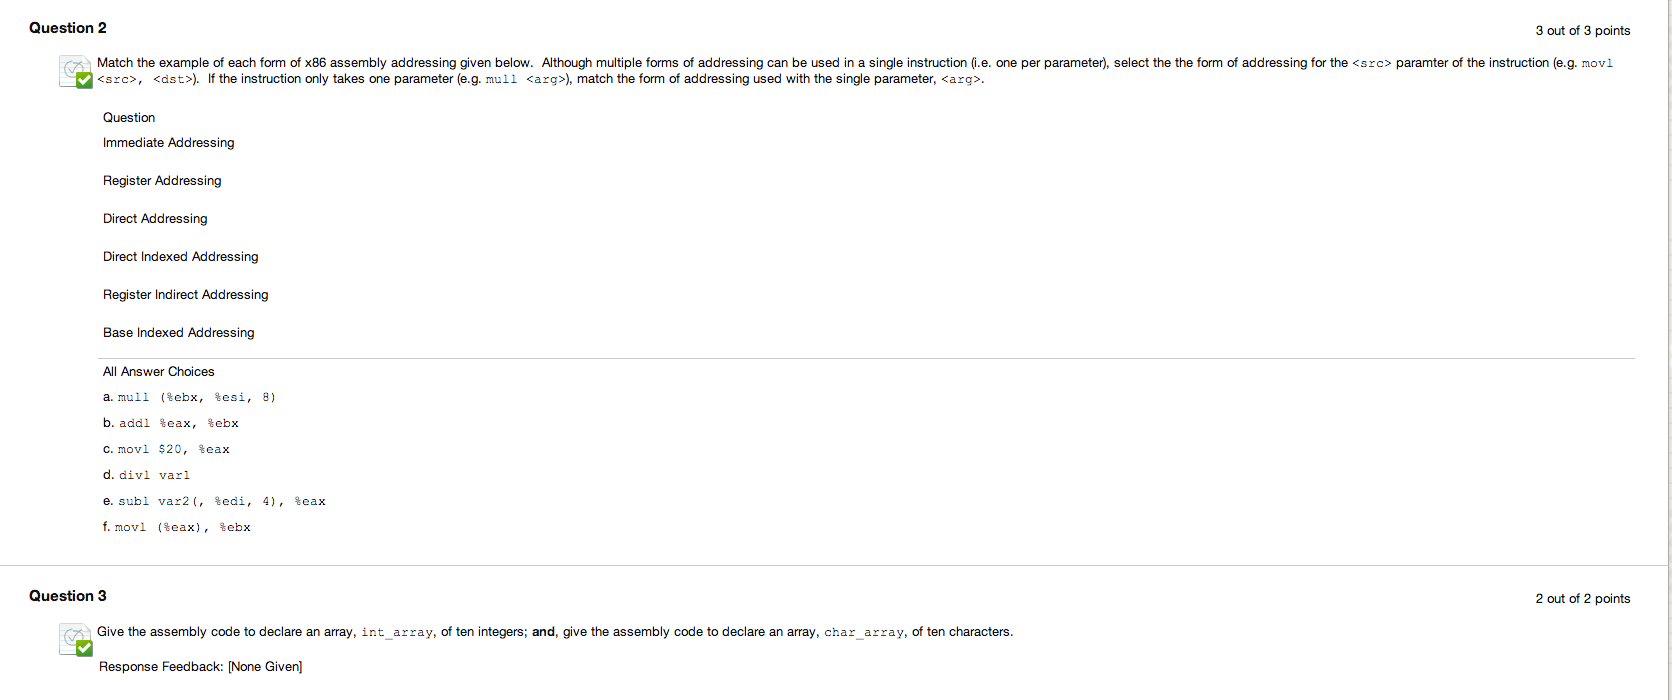 Question 2
3 out of 3 points
Match the example of each form of x86 assembly addressing given below. Although multiple forms of addressing can be used in a single instruction (i.e. one per parameter), select the the form of addressing for the <src> paramter of the instruction (e.g. movl
<src>, <dst>). If the instruction only takes one parameter (e.g. mull <arg>), match the form of addressing used with the single parameter, <arg>.
Question
Immediate Addressing
Register Addressing
Direct Addressing
Direct Indexed Addressing
Register Indirect Addressing
Base Indexed Addressing
All Answer Choices
a. mull (%ebx, %esi, 8)
b. addl %eax, %ebx
c. movl $20, %eax
d. divl var1
e. subl var2(, %edi, 4), %eax
f. movl (%eax), %ebx
Question 3
2 out of 2 points
Give the assembly code to declare an array, int_array, of ten integers; and, give the assembly code to declare an array, char_array, of ten characters.
Response Feedback: [None Given]